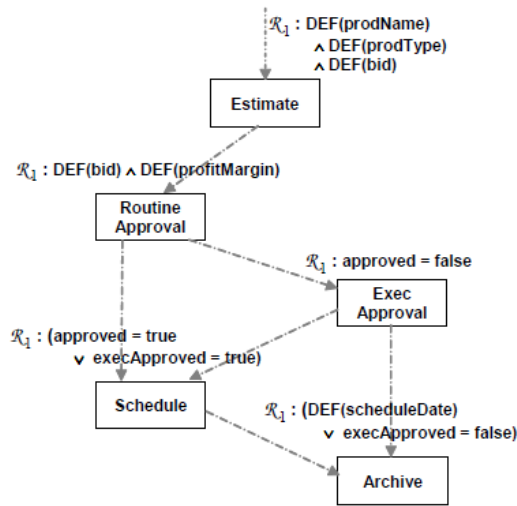 ℛ1 : DEF(prodName)
∧ DEF(prodType)
∧ DEF(bid)
Estimate
ℛ1 : DEF(bid) ∧ DEF(profitMargin)
Routine
Approval
ℛ1 : approved = false
Exec
Approval
ℛ1 : (approved = true
∨ execApproved = true)
Schedule
ℛ1 : (DEF(scheduleDate)
∨ execApproved = false)
Archive